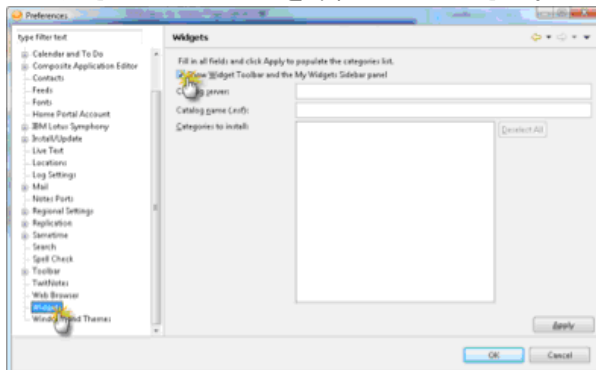 Preferences
type filter text
Widgets
Calendar and To Do
Composite Application Editor
Contacts
Feeds
Fonts
Home Portal Account
IBM Lotus Symphony
Install/Update
Live Text
Locations
Log Settings
Mail
Notes Ports
Regional Settings
Replication
Sametime
Search
Spell Check
Toolbar
TwitNotes
Web Browser
Widgets
and Themes
Fill in all fields and click Apply to populate the categories list.
Widget Toolbar and the My Widgets Sidebar panel
server:
Catalog name (.nsf):
Categories to install:
Deselect All
Apply
OK
Cancel